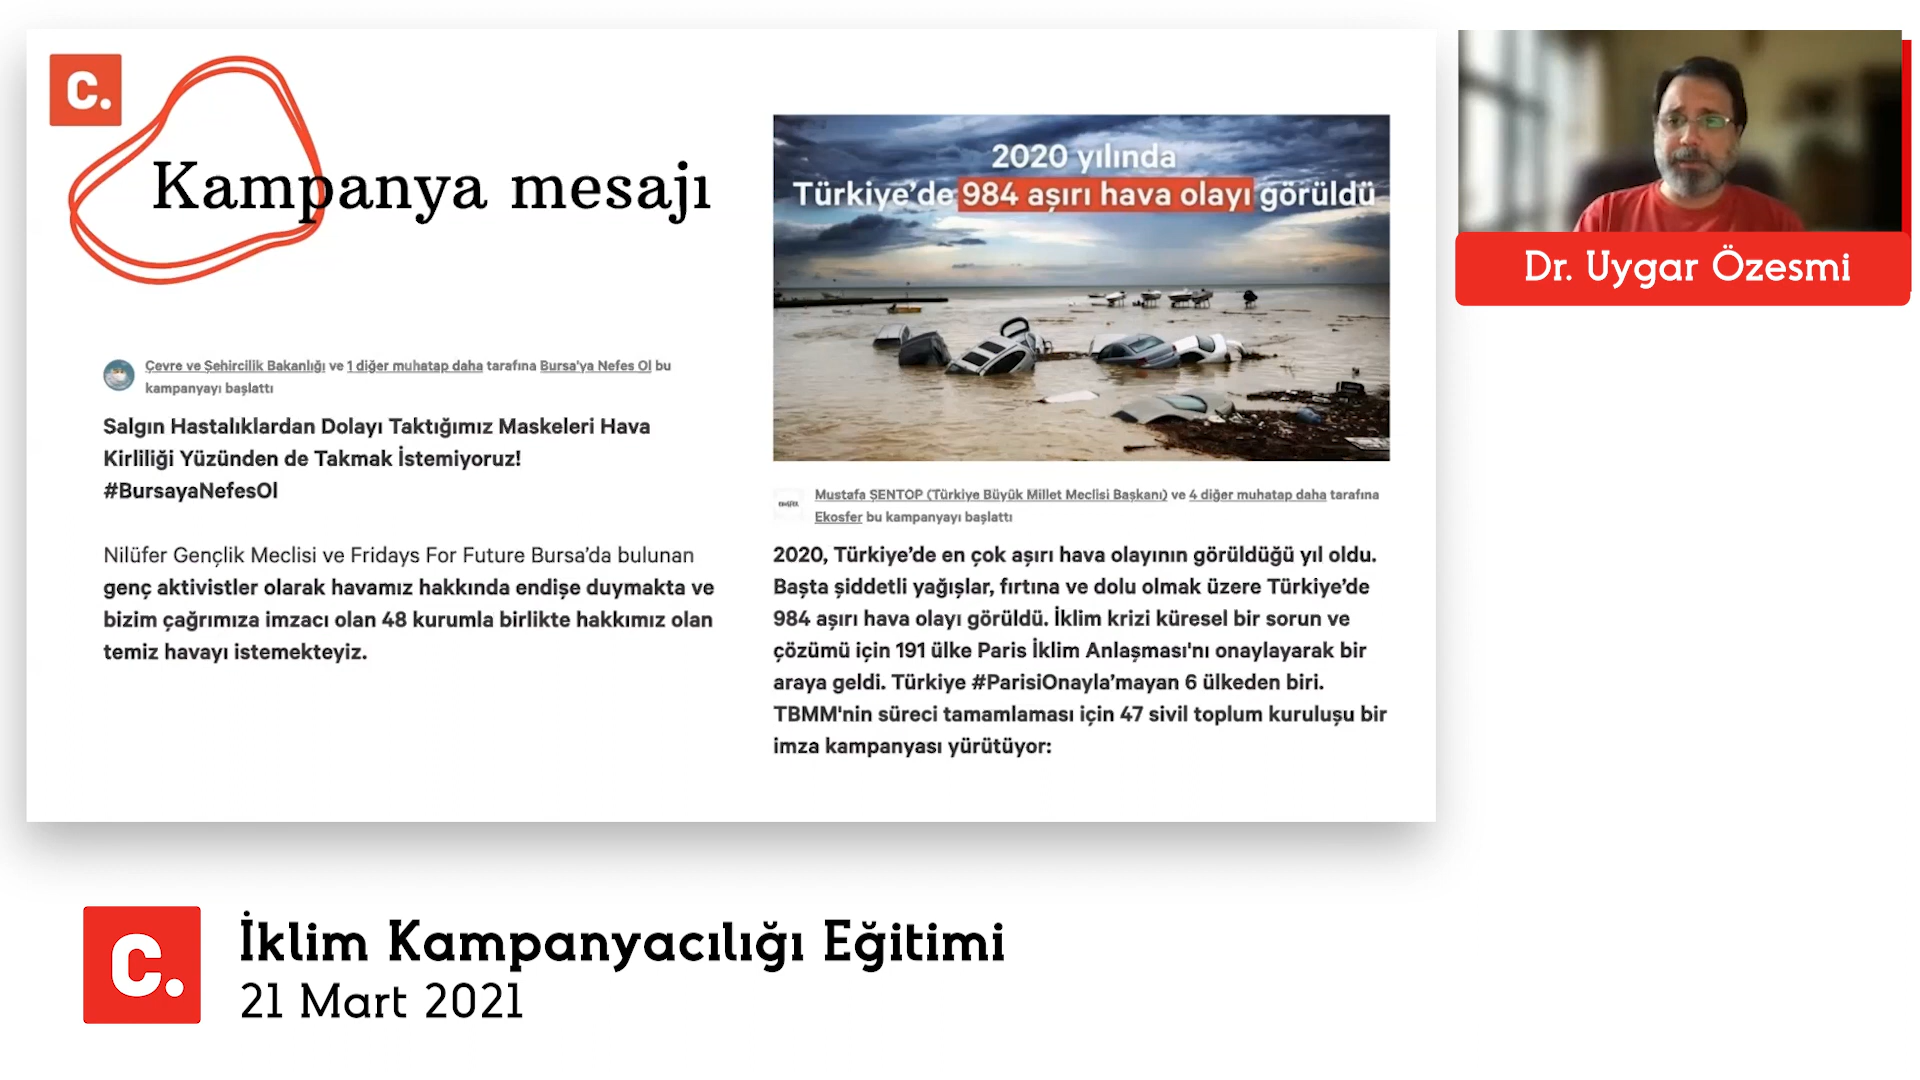 C.
Kampanya mesajı
Çevre ve Şehircilik Bakanlığı ve 1 diğer muhatap daha tarafına Bursa'ya Nefes Ol bu
kampanyayı başlattı
Salgın Hastalıklardan Dolayı Taktığımız Maskeleri Hava
Kirliliği Yüzünden de Takmak İstemiyoruz!
#BursayaNefesOl
Nilüfer Gençlik Meclisi ve Fridays For Future Bursa’da bulunan
genç aktivistler olarak havamız hakkında endişe duymakta ve
bizim çağrımıza imzacı olan 48 kurumla birlikte hakkımız olan
temiz havayı istemekteyiz.
2020 yılında
Türkiye’de 984 aşırı hava olayı görüldü
Mustafa ŞENTOP (Türkiye Büyük Millet Meclisi Başkanı) ve 4 diğer muhatap daha tarafına
Ekosfer bu kampanyayı başlattı
2020, Türkiye’de en çok aşırı hava olayının görüldüğü yıl oldu.
Başta şiddetli yağışlar, fırtına ve dolu olmak üzere Türkiye’de
984 aşırı hava olayı görüldü. İklim krizi küresel bir sorun ve
çözümü için 191 ülke Paris İklim Anlaşması'nı onaylayarak bir
araya geldi. Türkiye #ParisiOnayla’mayan 6 ülkeden biri.
TBMM'nin süreci tamamlaması için 47 sivil toplum kuruluşu bir
imza kampanyası yürütüyor:
Dr. Uygar Özesmi
C.
İklim Kampanyacılığı Eğitimi
21 Mart 2021